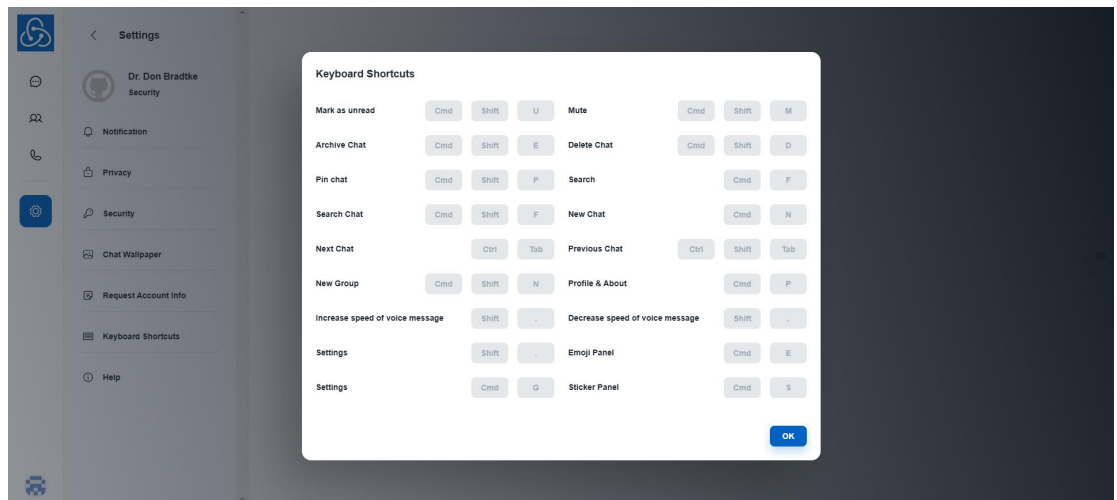 Settings
Dr. Don Bradtke
Security
Notification
Privacy
Security
Chat Wallpaper
Request Account Info
Keyboard Shortcuts
Help
Keyboard Shortcuts
Mark as unread Cmd Shift U Mute Cmd Shift M
Archive Chat Cmd Shift E Delete Chat Cmd Shift D
Pin chat Cmd Shift P Search Cmd F
Search Chat Cmd Shift F New Chat Cmd N
Next Chat Ctrl Tab Previous Chat Ctrl Shift Tab
New Group Cmd Shift N Profile & About Cmd P
Increase speed of voice message Shift . Decrease speed of voice message Shift .
Settings Shift . Emoji Panel Cmd E
Settings Cmd G Sticker Panel Cmd S
OK